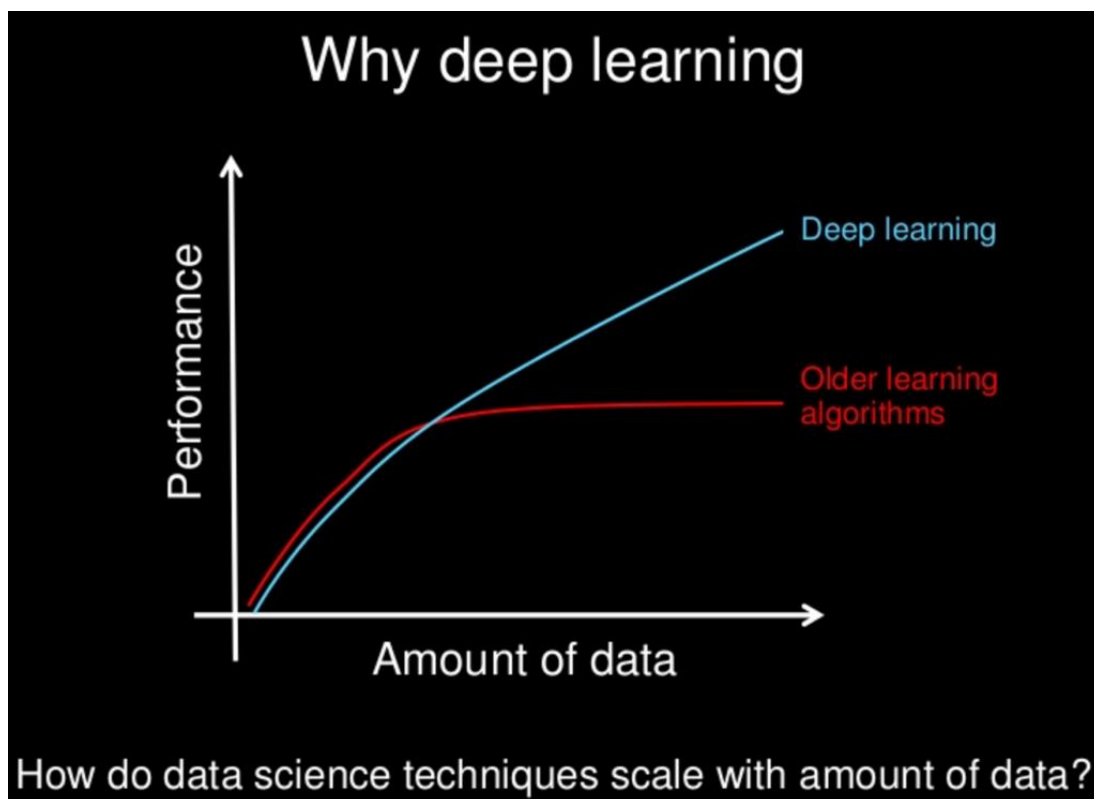 Why deep learning
Performance
Deep learning
Older learning
algorithms
Amount of data
How do data science techniques scale with amount of data?